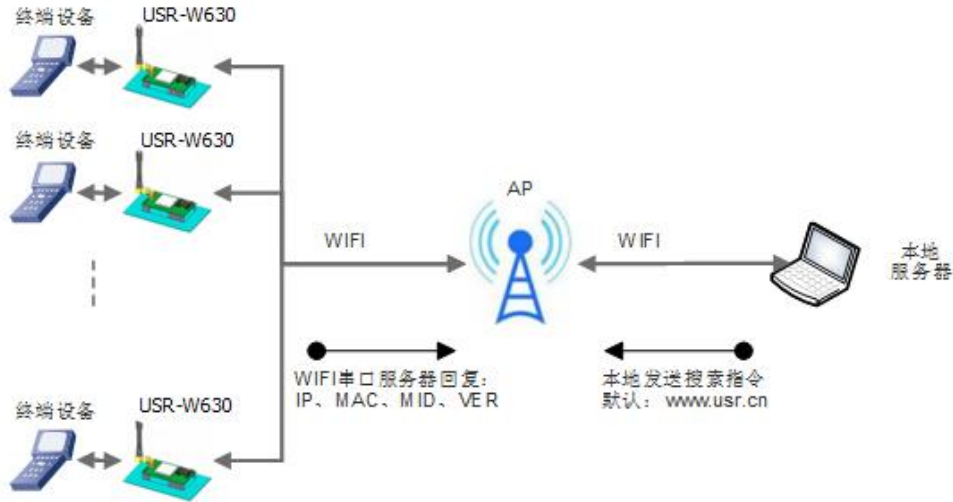 终端设备
USR-W630
终端设备
USR-W630
AP
WIFI
WIFI
本地
服务器
WIFI串口服务器回复：
IP、MAC、MID、VER
本地发送搜索指令
默认：www.usr.cn
终端设备
USR-W630